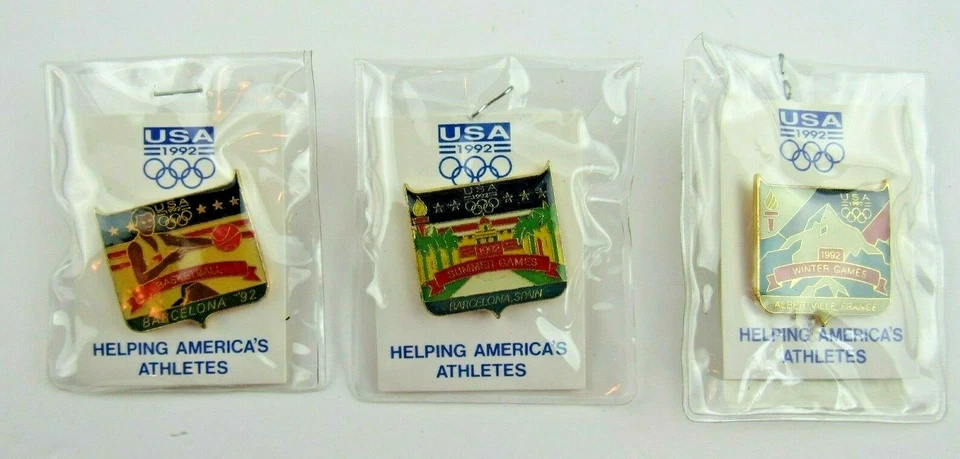 USA
1992
USA
1992
BASKETBALL
BARCELONA '92
HELPING AMERICA'S
ATHLETES
USA
1992
USA
1992
1992
SUMMER GAMES
BARCELONA, SPAIN
HELPING AMERICA'S
ATHLETES
USA
1992
USA
1992
1992
WINTER GAMES
ALBERTVILLE, FRANCE
HELPING AMERICA'S
ATHLETES